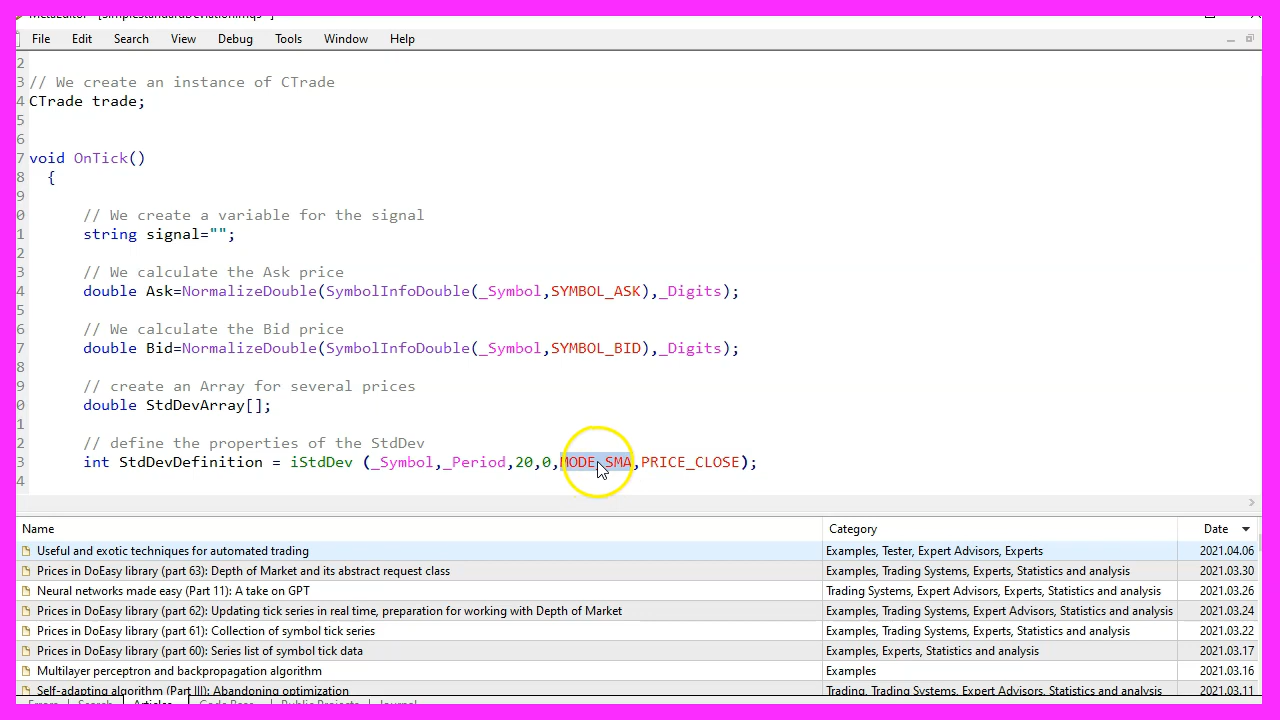 MetaEditor - [SimpleStandardDeviation.mq5 *]
File Edit Search View Debug Tools Window Help
2
3 // We create an instance of CTrade
4 CTrade trade;
5
6
7 void OnTick()
8 {
9
0 // We create a variable for the signal
1 string signal="";
2
3 // We calculate the Ask price
4 double Ask=NormalizeDouble(SymbolInfoDouble(_Symbol,SYMBOL_ASK),_Digits);
5
6 // We calculate the Bid price
7 double Bid=NormalizeDouble(SymbolInfoDouble(_Symbol,SYMBOL_BID),_Digits);
8
9 // create an Array for several prices
0 double StdDevArray[];
1
2 // define the properties of the StdDev
3 int StdDevDefinition = iStdDev (_Symbol,_Period,20,0,MODE_SMA,PRICE_CLOSE);
4
Name Category Date
Useful and exotic techniques for automated trading Examples, Tester, Expert Advisors, Experts 2021.04.06
Prices in DoEasy library (part 63): Depth of Market and its abstract request class Examples, Trading Systems, Experts, Statistics and analysis 2021.03.30
Neural networks made easy (Part 11): A take on GPT Trading Systems, Experts, Statistics and analysis 2021.03.26
Prices in DoEasy library (part 62): Updating tick series in real time, preparation for working with Depth of Market Examples, Trading Systems, Expert Advisors, Statistics and analysis 2021.03.24
Prices in DoEasy library (part 61): Collection of symbol tick series Examples, Trading Systems, Experts, Statistics and analysis 2021.03.22
Prices in DoEasy library (part 60): Series list of symbol tick data Examples, Experts, Statistics and analysis 2021.03.17
Multilayer perceptron and backpropagation algorithm Examples 2021.03.16
Self-adapting algorithm (Part III): Abandoning optimization Trading, Trading Systems, Expert Advisors, Statistics and analysis 2021.03.11
Errors Search Articles Code Base Public Projects Journal